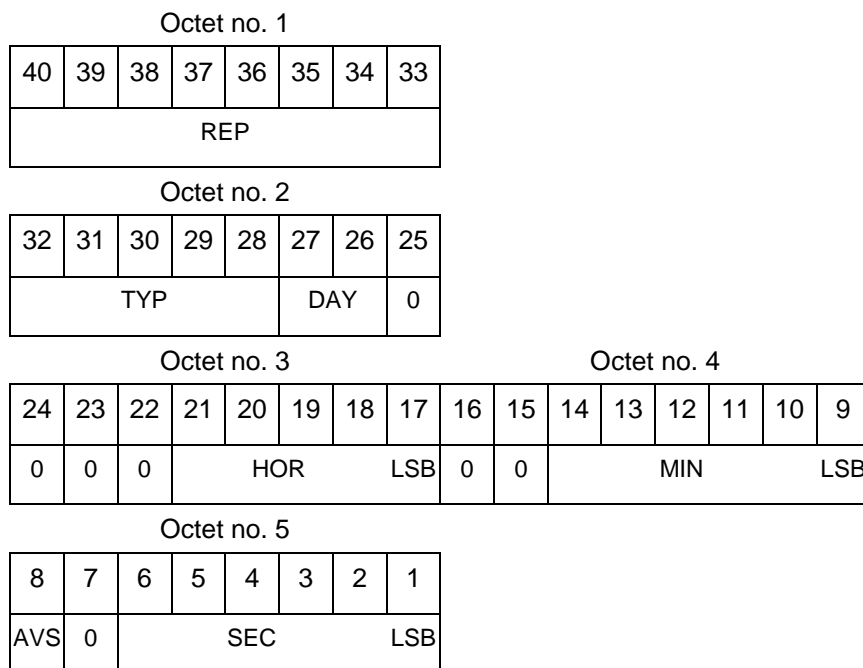 Octet no. 1
40 39 38 37 36 35 34 33
REP
Octet no. 2
32 31 30 29 28 27 26 25
TYP DAY 0
Octet no. 3 Octet no. 4
24 23 22 21 20 19 18 17 16 15 14 13 12 11 10 9
0 0 0 HOR LSB 0 0 MIN LSB
Octet no. 5
8 7 6 5 4 3 2 1
AVS 0 SEC LSB